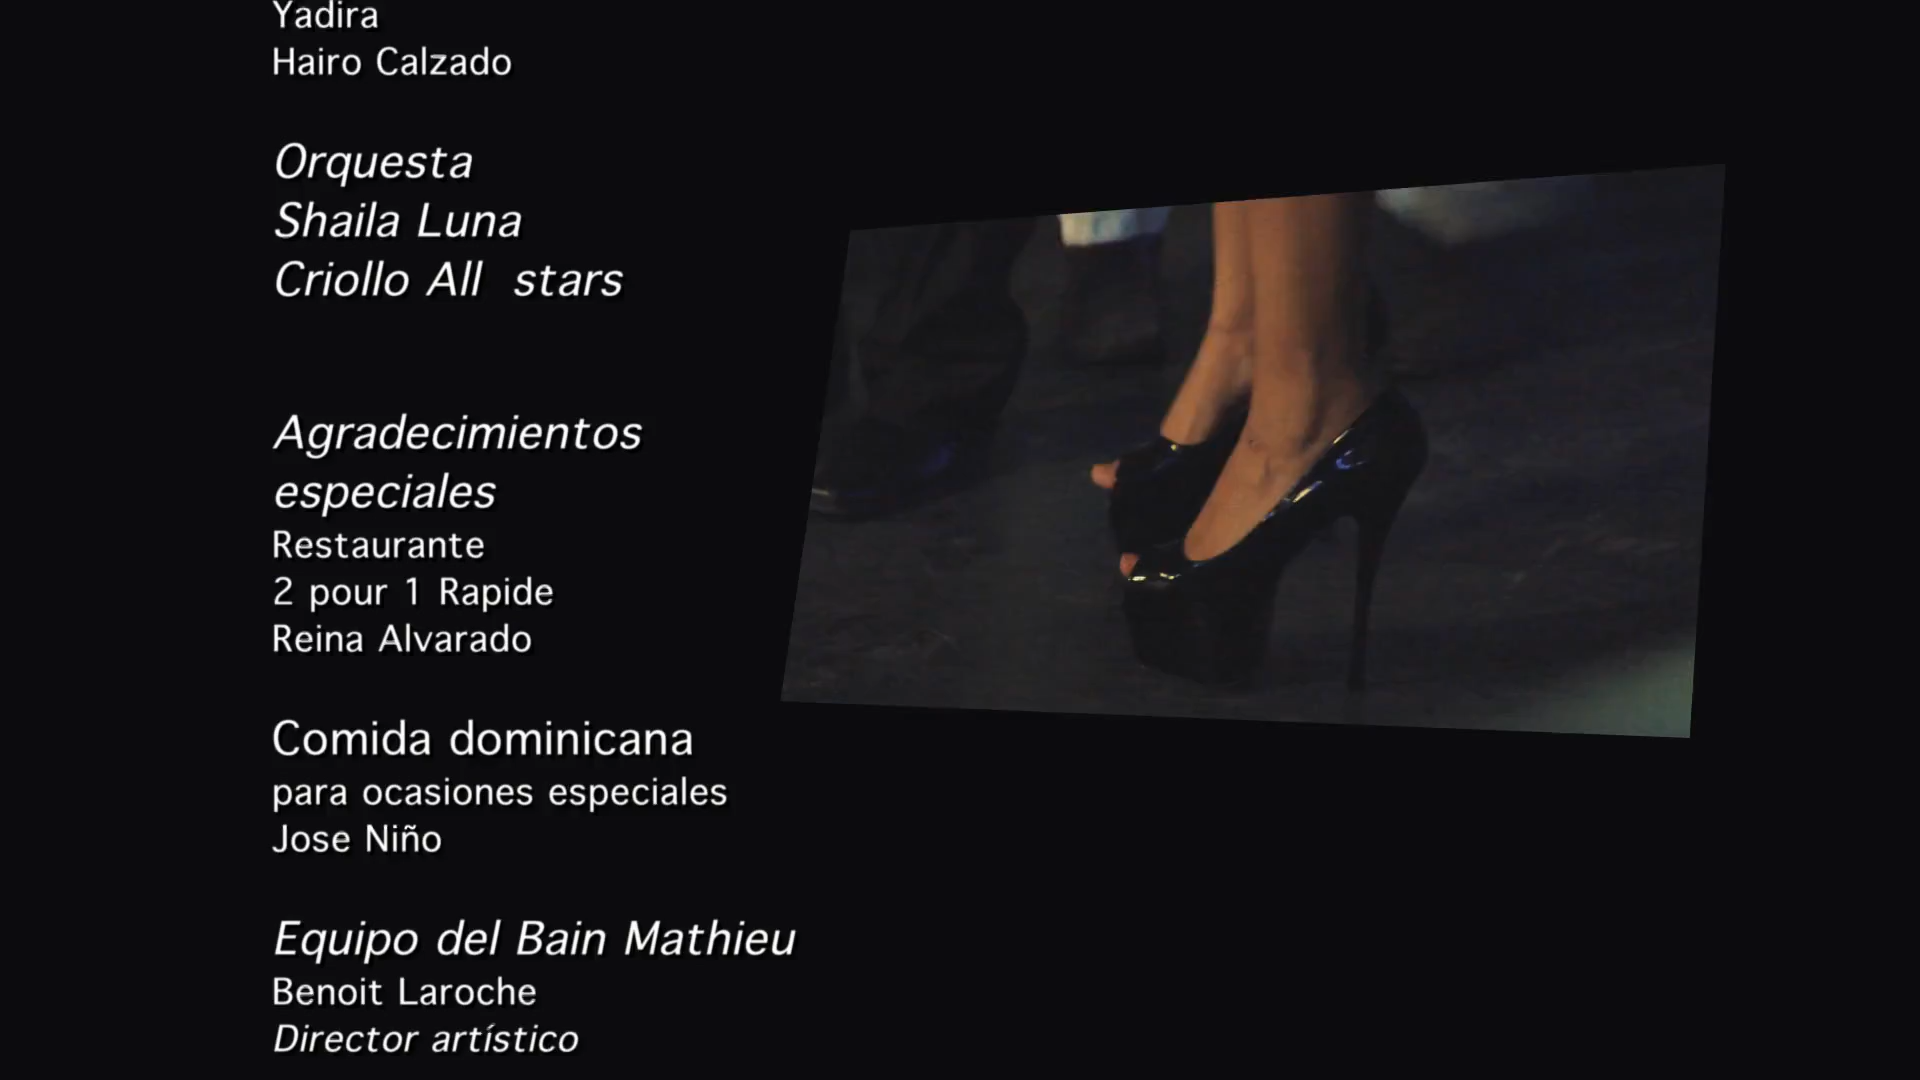 Yadira
Hairo Calzado
Orquesta
Shaila Luna
Criollo All  stars
Agradecimientos
especiales
Restaurante
2 pour 1 Rapide
Reina Alvarado
Comida dominicana
para ocasiones especiales
Jose Niño
Equipo del Bain Mathieu
Benoit Laroche
Director artístico